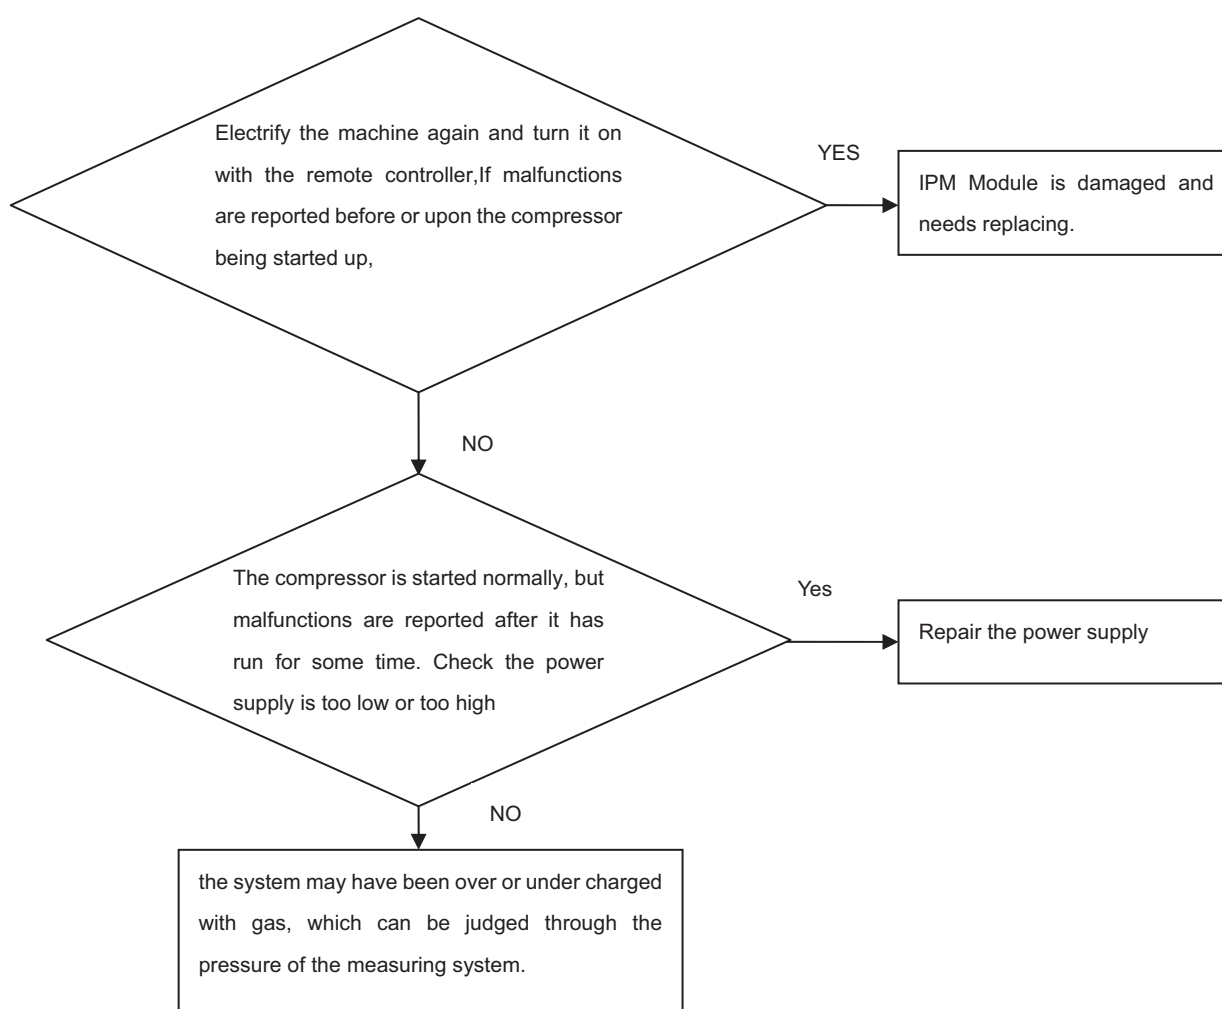 Electrify the machine again and turn it on
with the remote controller,If malfunctions
are reported before or upon the compressor
being started up,
YES
IPM Module is damaged and
needs replacing.
NO
The compressor is started normally, but
malfunctions are reported after it has
run for some time. Check the power
supply is too low or too high
Yes
Repair the power supply
NO
the system may have been over or under charged
with gas, which can be judged through the
pressure of the measuring system.